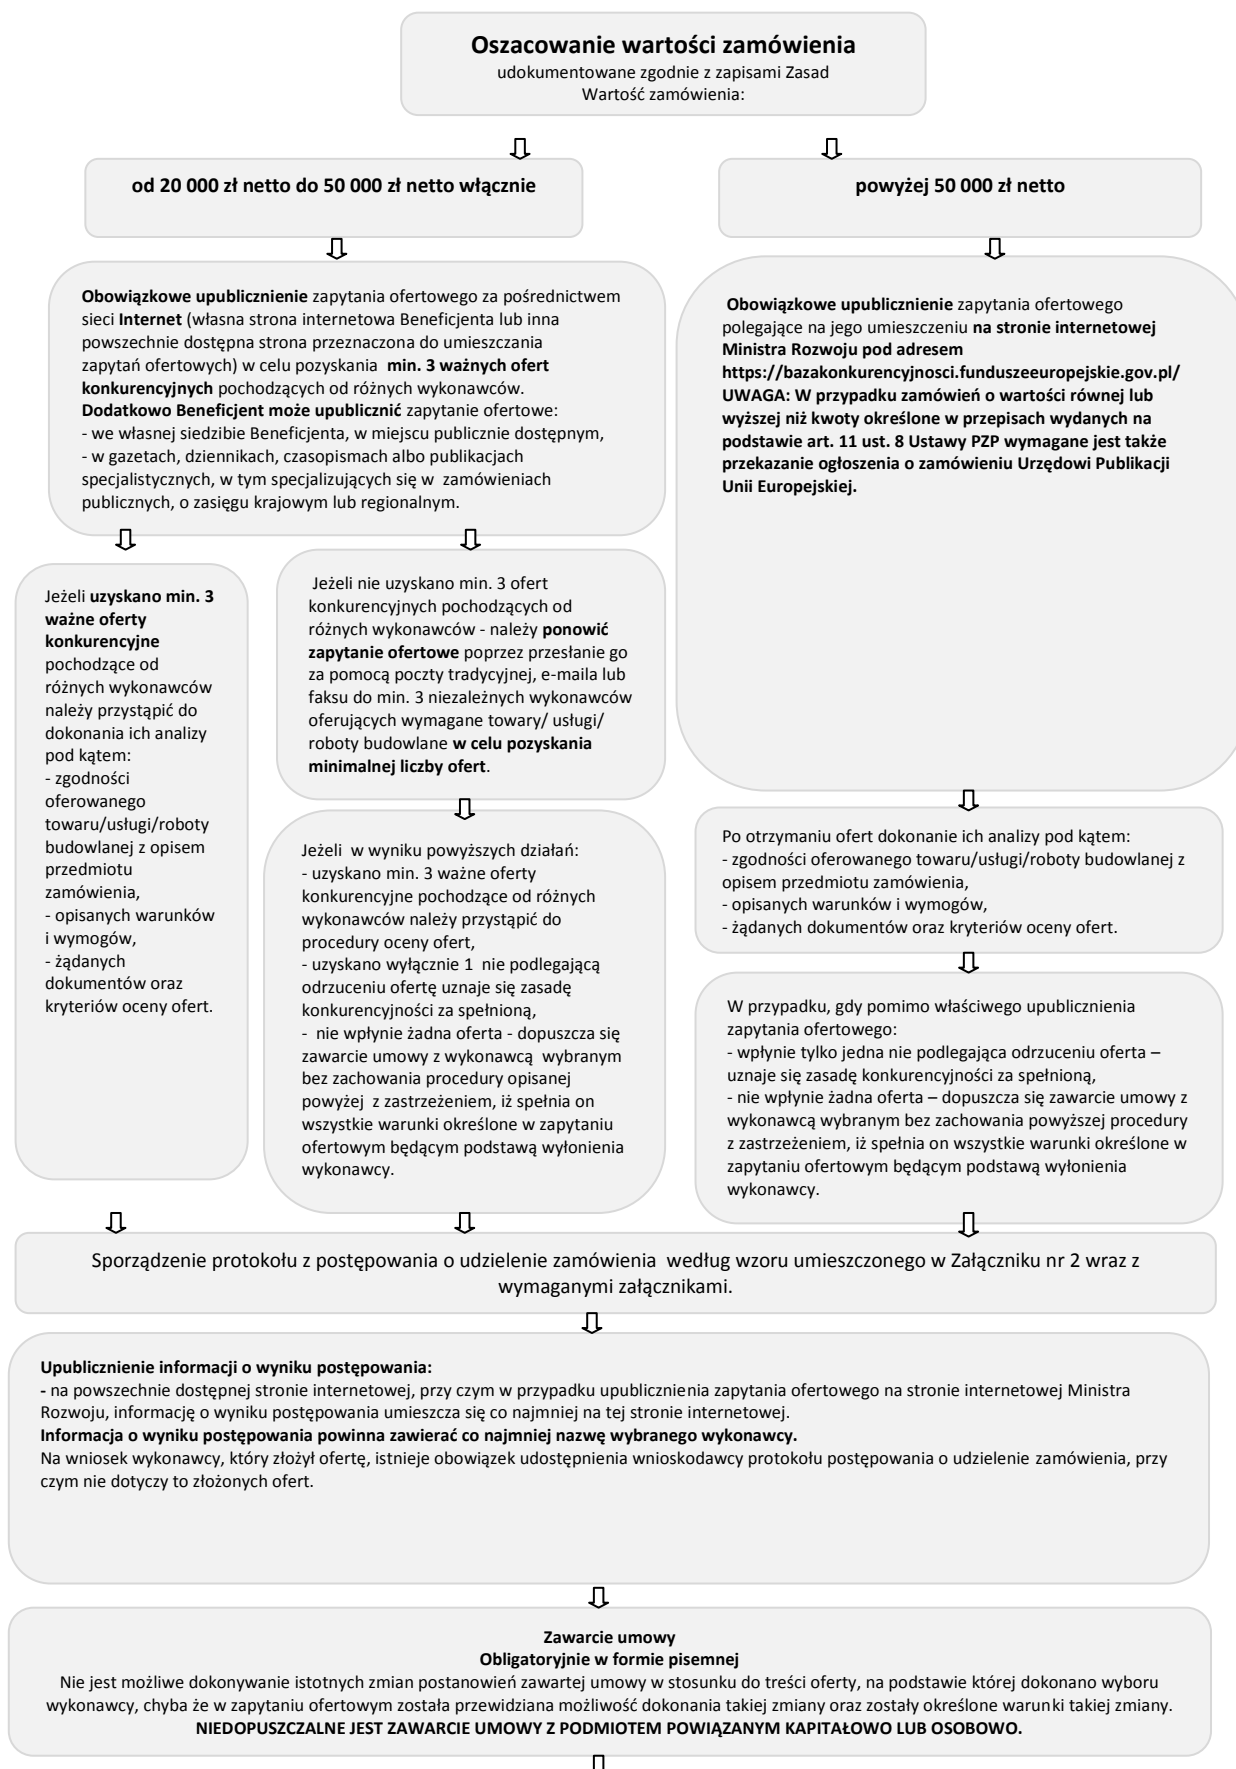 Oszacowanie wartości zamówienia
udokumentowane zgodnie z zapisami Zasad
Wartość zamówienia:
od 20 000 zł netto do 50 000 zł netto włącznie
powyżej 50 000 zł netto
Obowiązkowe upublicznienie zapytania ofertowego za pośrednictwem
sieci Internet (własna strona internetowa Beneficjenta lub inna
powszechnie dostępna strona przeznaczona do umieszczania
zapytań ofertowych) w celu pozyskania min. 3 ważnych ofert
konkurencyjnych pochodzących od różnych wykonawców.
Dodatkowo Beneficjent może upublicznić zapytanie ofertowe:
- we własnej siedzibie Beneficjenta, w miejscu publicznie dostępnym,
- w gazetach, dziennikach, czasopismach albo publikacjach
specjalistycznych, w tym specjalizujących się w zamówieniach
publicznych, o zasięgu krajowym lub regionalnym.
Obowiązkowe upublicznienie zapytania ofertowego
polegające na jego umieszczeniu na stronie internetowej
Ministra Rozwoju pod adresem
https://bazakonkurencyjnosci.funduszeeuropejskie.gov.pl/
UWAGA: W przypadku zamówień o wartości równej lub
wyższej niż kwoty określone w przepisach wydanych na
podstawie art. 11 ust. 8 Ustawy PZP wymagane jest także
przekazanie ogłoszenia o zamówieniu Urzędowi Publikacji
Unii Europejskiej.
Jeżeli uzyskano min. 3
ważne oferty
konkurencyjne
pochodzące od
różnych wykonawców
należy przystąpić do
dokonania ich analizy
pod kątem:
- zgodności
oferowanego
towaru/usługi/roboty
budowlanej z opisem
przedmiotu
zamówienia,
- opisanych warunków
i wymogów,
- żądanych
dokumentów oraz
kryteriów oceny ofert.
Jeżeli nie uzyskano min. 3 ofert
konkurencyjnych pochodzących od
różnych wykonawców - należy ponowić
zapytanie ofertowe poprzez przesłanie go
za pomocą poczty tradycyjnej, e-maila lub
faksu do min. 3 niezależnych wykonawców
oferujących wymagane towary/ usługi/
roboty budowlane w celu pozyskania
minimalnej liczby ofert.
Jeżeli w wyniku powyższych działań:
- uzyskano min. 3 ważne oferty
konkurencyjne pochodzące od różnych
wykonawców należy przystąpić do
procedury oceny ofert,
- uzyskano wyłącznie 1 nie podlegającą
odrzuceniu ofertę uznaje się zasadę
konkurencyjności za spełnioną,
- nie wpłynie żadna oferta - dopuszcza się
zawarcie umowy z wykonawcą wybranym
bez zachowania procedury opisanej
powyżej z zastrzeżeniem, iż spełnia on
wszystkie warunki określone w zapytaniu
ofertowym będącym podstawą wyłonienia
wykonawcy.
Po otrzymaniu ofert dokonanie ich analizy pod kątem:
- zgodności oferowanego towaru/usługi/roboty budowlanej z
opisem przedmiotu zamówienia,
- opisanych warunków i wymogów,
- żądanych dokumentów oraz kryteriów oceny ofert.
W przypadku, gdy pomimo właściwego upublicznienia
zapytania ofertowego:
- wpłynie tylko jedna nie podlegająca odrzuceniu oferta –
uznaje się zasadę konkurencyjności za spełnioną,
- nie wpłynie żadna oferta – dopuszcza się zawarcie umowy z
wykonawcą wybranym bez zachowania powyższej procedury
z zastrzeżeniem, iż spełnia on wszystkie warunki określone w
zapytaniu ofertowym będącym podstawą wyłonienia
wykonawcy.
Sporządzenie protokołu z postępowania o udzielenie zamówienia według wzoru umieszczonego w Załączniku nr 2 wraz z
wymaganymi załącznikami.
Upublicznienie informacji o wyniku postępowania:
- na powszechnie dostępnej stronie internetowej, przy czym w przypadku upublicznienia zapytania ofertowego na stronie internetowej Ministra
Rozwoju, informację o wyniku postępowania umieszcza się co najmniej na tej stronie internetowej.
Informacja o wyniku postępowania powinna zawierać co najmniej nazwę wybranego wykonawcy.
Na wniosek wykonawcy, który złożył ofertę, istnieje obowiązek udostępnienia wnioskodawcy protokołu postępowania o udzielenie zamówienia, przy
czym nie dotyczy to złożonych ofert.
Zawarcie umowy
Obligatoryjnie w formie pisemnej
Nie jest możliwe dokonywanie istotnych zmian postanowień zawartej umowy w stosunku do treści oferty, na podstawie której dokonano wyboru
wykonawcy, chyba że w zapytaniu ofertowym została przewidziana możliwość dokonania takiej zmiany oraz zostały określone warunki takiej zmiany.
NIEDOPUSZCZALNE JEST ZAWARCIE UMOWY Z PODMIOTEM POWIĄZANYM KAPITAŁOWO LUB OSOBOWO.